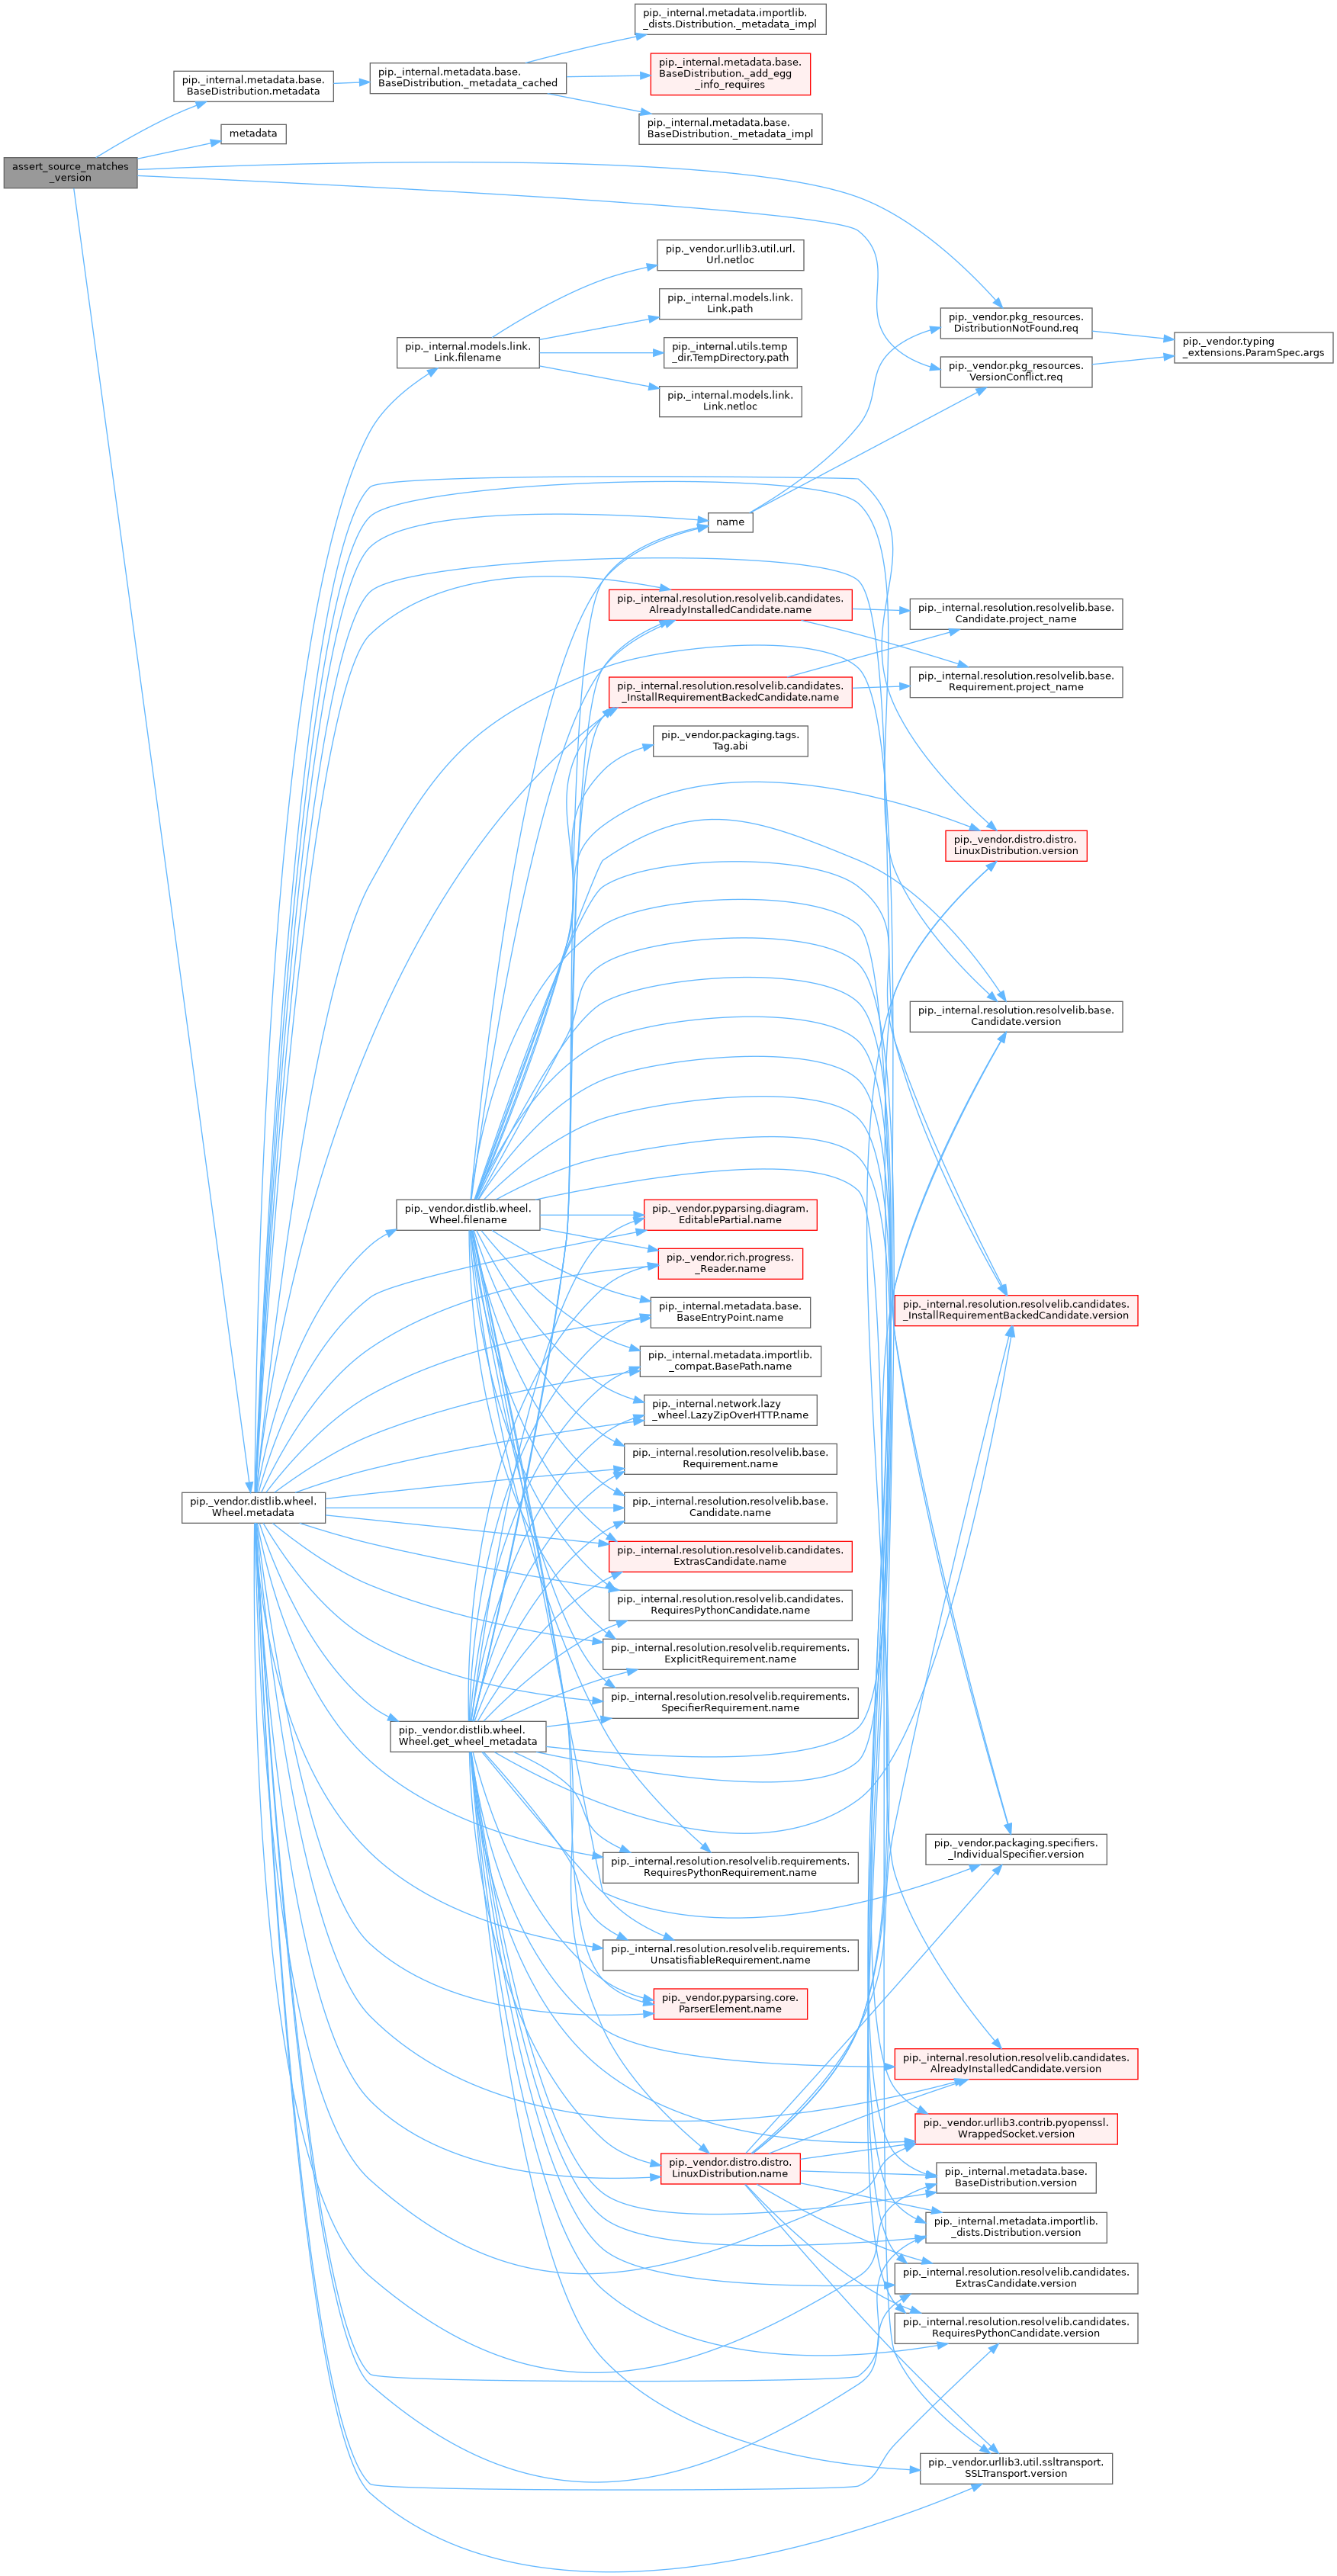 pip._internal.metadata.importlib.
_dists.Distribution._metadata_impl
pip._internal.metadata.base.
BaseDistribution._add_egg
_info_requires
pip._internal.metadata.base.
BaseDistribution.metadata
pip._internal.metadata.base.
BaseDistribution._metadata_cached
pip._internal.metadata.base.
BaseDistribution._metadata_impl
metadata
assert_source_matches
_version
pip._vendor.urllib3.util.url.
Url.netloc
pip._internal.models.link.
Link.path
pip._internal.models.link.
Link.filename
pip._internal.utils.temp
_dir.TempDirectory.path
pip._internal.models.link.
Link.netloc
pip._vendor.pkg_resources.
DistributionNotFound.req
pip._vendor.typing
_extensions.ParamSpec.args
pip._vendor.pkg_resources.
VersionConflict.req
name
pip._internal.resolution.resolvelib.candidates.
AlreadyInstalledCandidate.name
pip._internal.resolution.resolvelib.base.
Candidate.project_name
pip._internal.resolution.resolvelib.candidates.
_InstallRequirementBackedCandidate.name
pip._internal.resolution.resolvelib.base.
Requirement.project_name
pip._vendor.packaging.tags.
Tag.abi
pip._vendor.distro.distro.
LinuxDistribution.version
pip._internal.resolution.resolvelib.base.
Candidate.version
pip._vendor.distlib.wheel.
Wheel.filename
pip._vendor.pyparsing.diagram.
EditablePartial.name
pip._vendor.rich.progress.
_Reader.name
pip._internal.metadata.base.
BaseEntryPoint.name
pip._internal.resolution.resolvelib.candidates.
_InstallRequirementBackedCandidate.version
pip._internal.metadata.importlib.
_compat.BasePath.name
pip._internal.network.lazy
_wheel.LazyZipOverHTTP.name
pip._internal.resolution.resolvelib.base.
Requirement.name
pip._vendor.distlib.wheel.
Wheel.metadata
pip._internal.resolution.resolvelib.base.
Candidate.name
pip._internal.resolution.resolvelib.candidates.
ExtrasCandidate.name
pip._internal.resolution.resolvelib.candidates.
RequiresPythonCandidate.name
pip._internal.resolution.resolvelib.requirements.
ExplicitRequirement.name
pip._internal.resolution.resolvelib.requirements.
SpecifierRequirement.name
pip._vendor.distlib.wheel.
Wheel.get_wheel_metadata
pip._vendor.packaging.specifiers.
_IndividualSpecifier.version
pip._internal.resolution.resolvelib.requirements.
RequiresPythonRequirement.name
pip._internal.resolution.resolvelib.requirements.
UnsatisfiableRequirement.name
pip._vendor.pyparsing.core.
ParserElement.name
pip._internal.resolution.resolvelib.candidates.
AlreadyInstalledCandidate.version
pip._vendor.urllib3.contrib.pyopenssl.
WrappedSocket.version
pip._vendor.distro.distro.
LinuxDistribution.name
pip._internal.metadata.base.
BaseDistribution.version
pip._internal.metadata.importlib.
_dists.Distribution.version
pip._internal.resolution.resolvelib.candidates.
ExtrasCandidate.version
pip._internal.resolution.resolvelib.candidates.
RequiresPythonCandidate.version
pip._vendor.urllib3.util.ssltransport.
SSLTransport.version